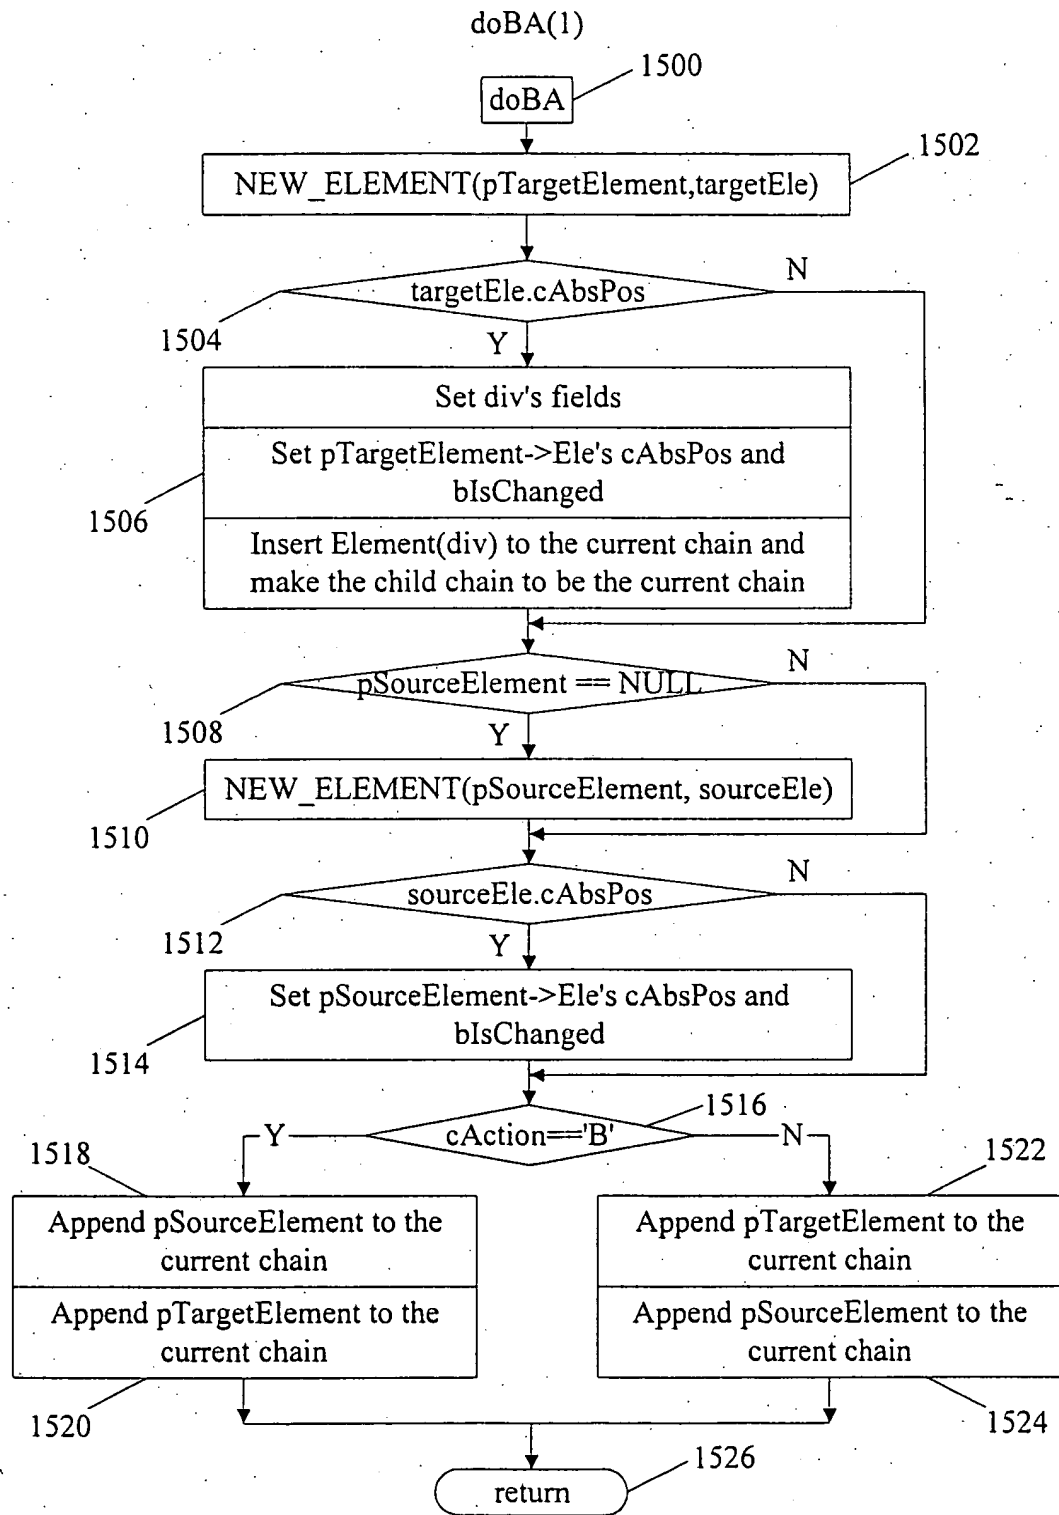 doBA(1)
1500
doBA
1502
NEW_ELEMENT(pTargetElement,targetEle)
N
targetEle.cAbsPos
1504
Y
Set div's fields
Set pTargetElement->Ele's cAbsPos and
bIsChanged
1506
Insert Element(div) to the current chain and
make the child chain to be the current chain
N
pSourceElement == NULL
1508
Y
NEW_ELEMENT(pSourceElement, sourceEle)
1510
N
sourceEle.cAbsPos
1512
Y
Set pSourceElement->Ele's cAbsPos and
bIsChanged
1514
1516
Y
cAction=='B'
N
1518
1522
Append pSourceElement to the
current chain
Append pTargetElement to the
current chain
Append pTargetElement to the
current chain
Append pSourceElement to the
current chain
1520
1524
1526
return